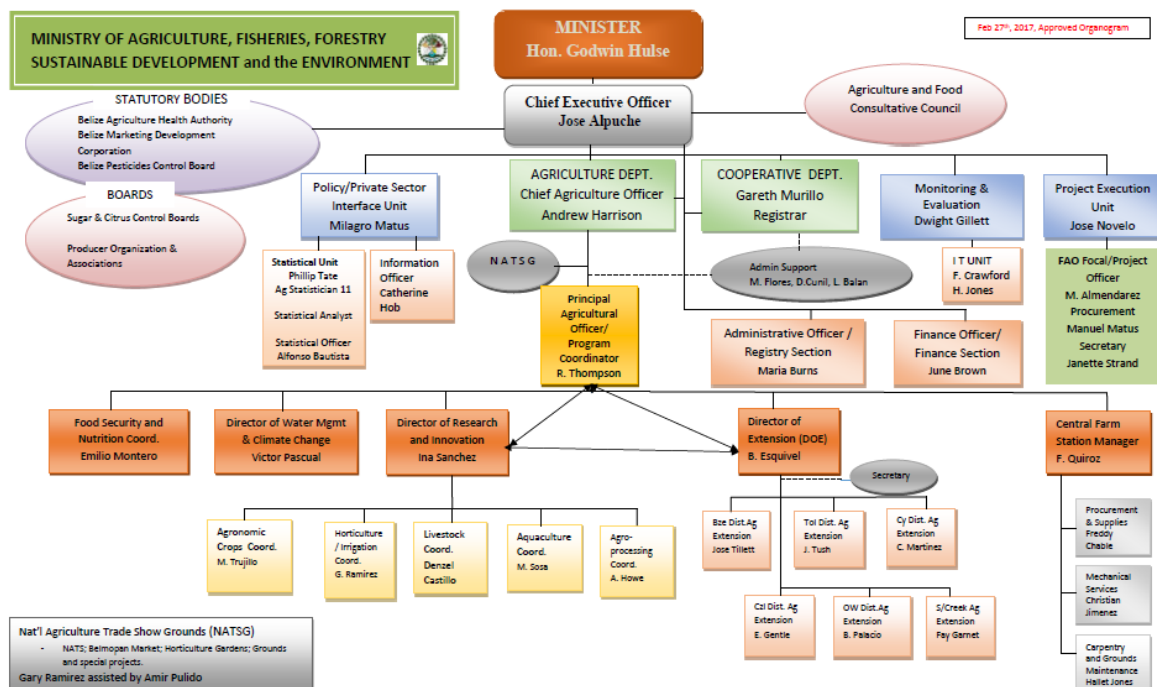 MINISTRY OF AGRICULTURE, FISHERIES, FORESTRY
SUSTAINABLE DEVELOPMENT and the ENVIRONMENT
MINISTER
Hon. Godwin Hulse
Feb 27th, 2017, Approved Organogram
Chief Executive Officer
Jose Alpuche
Agriculture and Food
Consultative Council
STATUTORY BODIES
Belize Agriculture Health Authority
Belize Marketing Development
Corporation
Belize Pesticides Control Board
BOARDS
Sugar & Citrus Control Boards
Producer Organization &
Associations
Policy/Private Sector
Interface Unit
Milagro Matus
AGRICULTURE DEPT.
Chief Agriculture Officer
Andrew Harrison
COOPERATIVE DEPT.
Gareth Murillo
Registrar
Monitoring &
Evaluation
Dwight Gillett
Project Execution
Unit
Jose Novelo
Statistical Unit
Phillip Tate
Ag Statistician 11
Statistical Analyst
Statistical Officer
Alfonso Bautista
Information
Officer
Catherine
Hob
N A T S G
Admin Support
M. Flores, D.Cunil, L. Balan
I T UNIT
F. Crawford
H. Jones
FAO Focal/Project
Officer
M. Almendarez
Procurement
Manuel Matus
Secretary
Janette Strand
Principal
Agricultural
Officer/
Program
Coordinator
R. Thompson
Administrative Officer /
Registry Section
Maria Burns
Finance Officer/
Finance Section
June Brown
Food Security and
Nutrition Coord.
Emilio Montero
Director of Water Mgmt
& Climate Change
Victor Pascual
Director of Research
and Innovation
Ina Sanchez
Director of
Extension (DOE)
B. Esquivel
Central Farm
Station Manager
F. Quiroz
Secretary
Agronomic
Crops Coord.
M. Trujillo
Horticulture
/ Irrigation
Coord.
G. Ramirez
Livestock
Coord.
Denzel
Castillo
Aquaculture
Coord.
M. Sosa
Agro-
processing
Coord.
A. Howe
Bze Dist.Ag
Extension
Jose Tillett
Tol Dist. Ag
Extension
J. Tush
Cy Dist. Ag
Extension
C. Martinez
Czl Dist. Ag
Extension
E. Gentle
OW Dist.Ag
Extension
B. Palacio
S/Creek Ag
Extension
Fay Garnet
Procurement
& Supplies
Freddy
Chable
Mechanical
Services
Christian
Jimenez
Carpentry
and Grounds
Maintenance
Hallet Jones
Nat'l Agriculture Trade Show Grounds (NATSG)
- NATS; Belmopan Market; Horticulture Gardens; Grounds
and special projects.
Gary Ramirez assisted by Amir Pulido